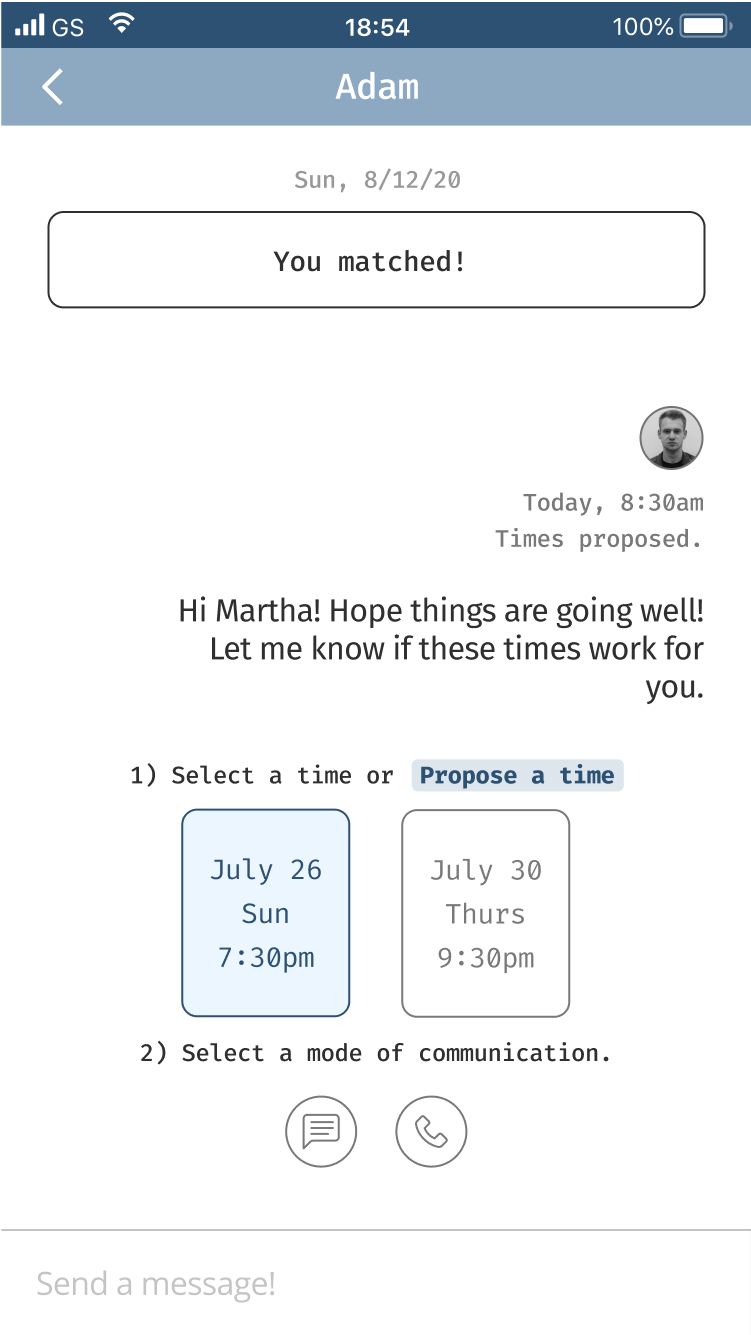 GS 18:54 100%
Adam
Sun, 8/12/20
You matched!
Today, 8:30am
Times proposed.
Hi Martha! Hope things are going well!
Let me know if these times work for
you.
1) Select a time or Propose a time
July 26 July 30
Sun Thurs
7:30pm 9:30pm
2) Select a mode of communication.
Send a message!